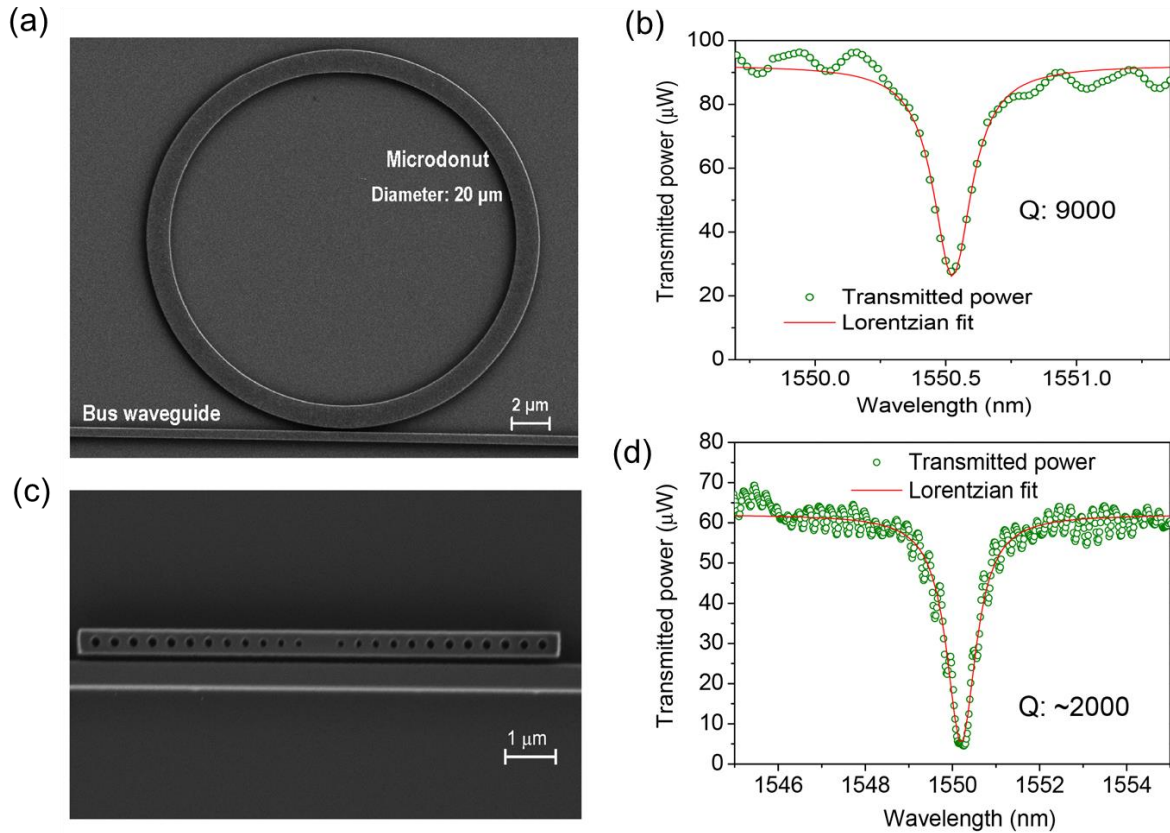 (a)
Microdonut
Diameter: 20 µm
Bus waveguide
2 µm
(b)
100
80
60
40
20
0
Transmitted power (µW)
Q: 9000
Transmitted power
Lorentzian fit
1550.0 1550.5 1551.0
Wavelength (nm)
(c)
1 µm
(d)
80
70
60
50
40
30
20
10
0
Transmitted power (µW)
Transmitted power
Lorentzian fit
Q: ~2000
1546 1548 1550 1552 1554
Wavelength (nm)